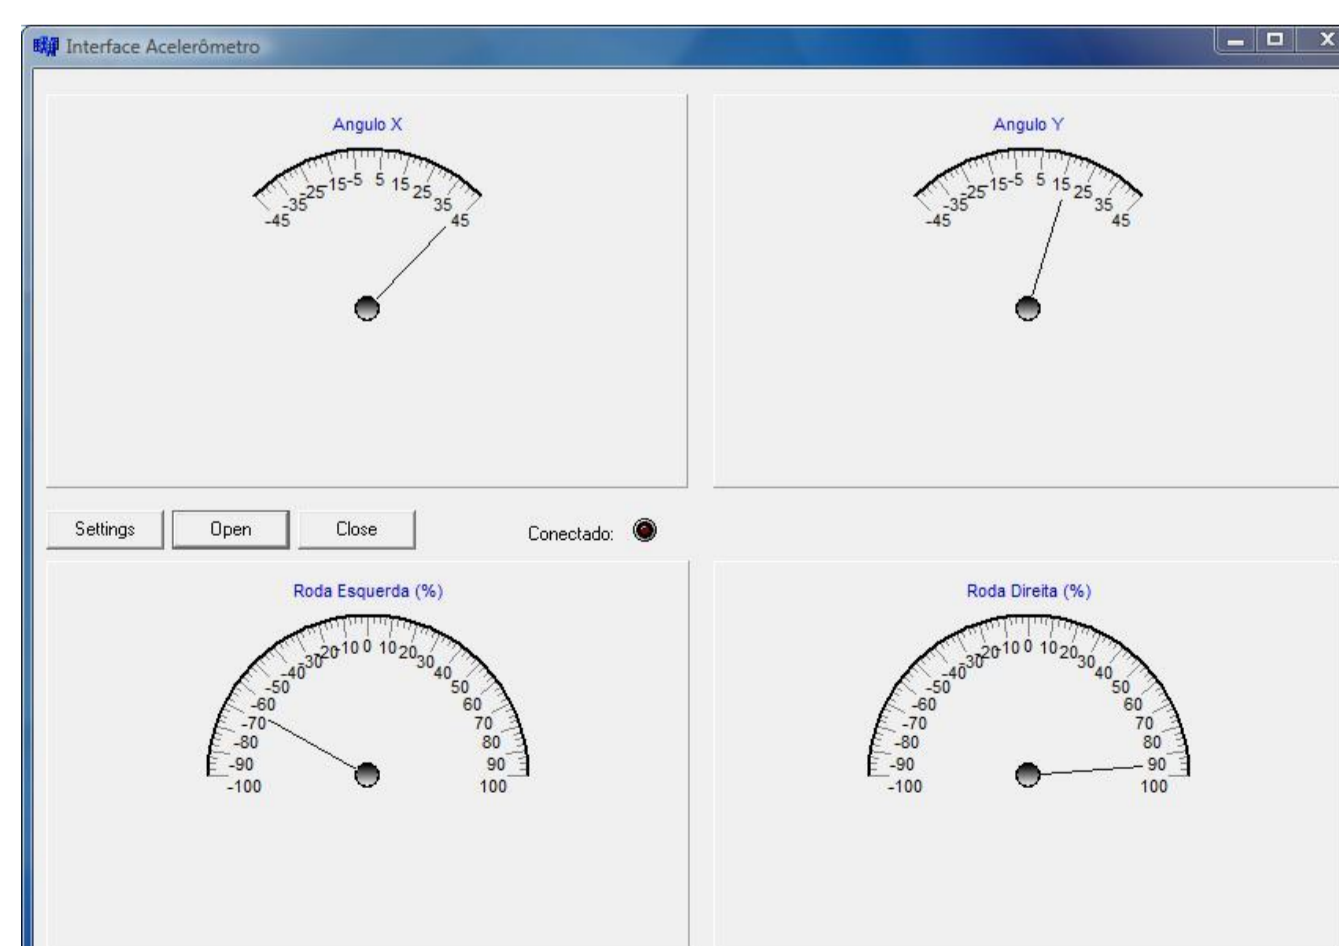 Interface Acelerômetro
Angulo X
-45 -35 -25 -15 -5 5 15 25 35 45
Angulo Y
-45 -35 -25 -15 -5 5 15 25 35 45
Settings Open Close Conectado:
Roda Esquerda (%)
-100 -90 -80 -70 -60 -50 -40 -30 -20 -10 0 10 20 30 40 50 60 70 80 90 100
Roda Direita (%)
-100 -90 -80 -70 -60 -50 -40 -30 -20 -10 0 10 20 30 40 50 60 70 80 90 100